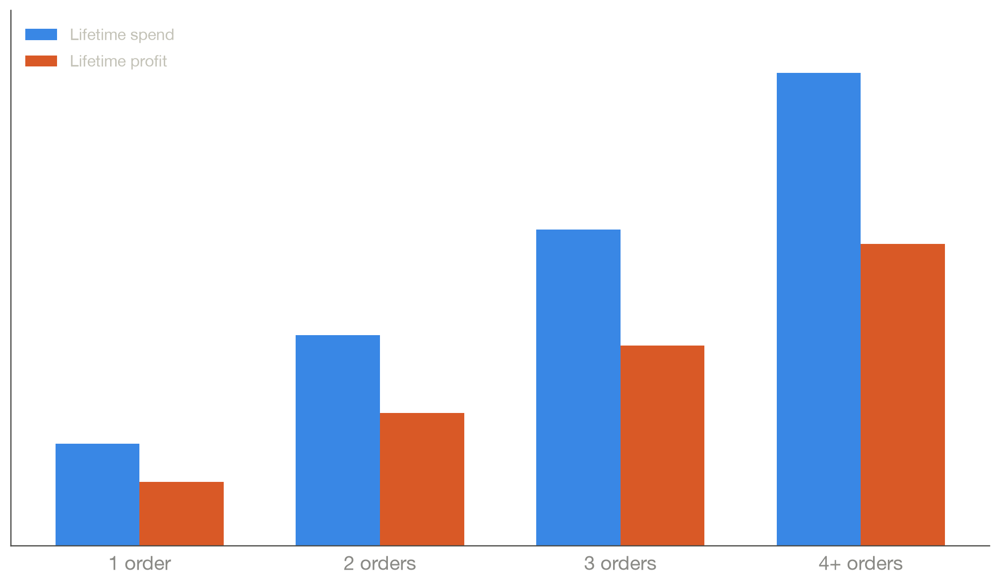 Lifetime spend
Lifetime profit
1 order
2 orders
3 orders
4+ orders